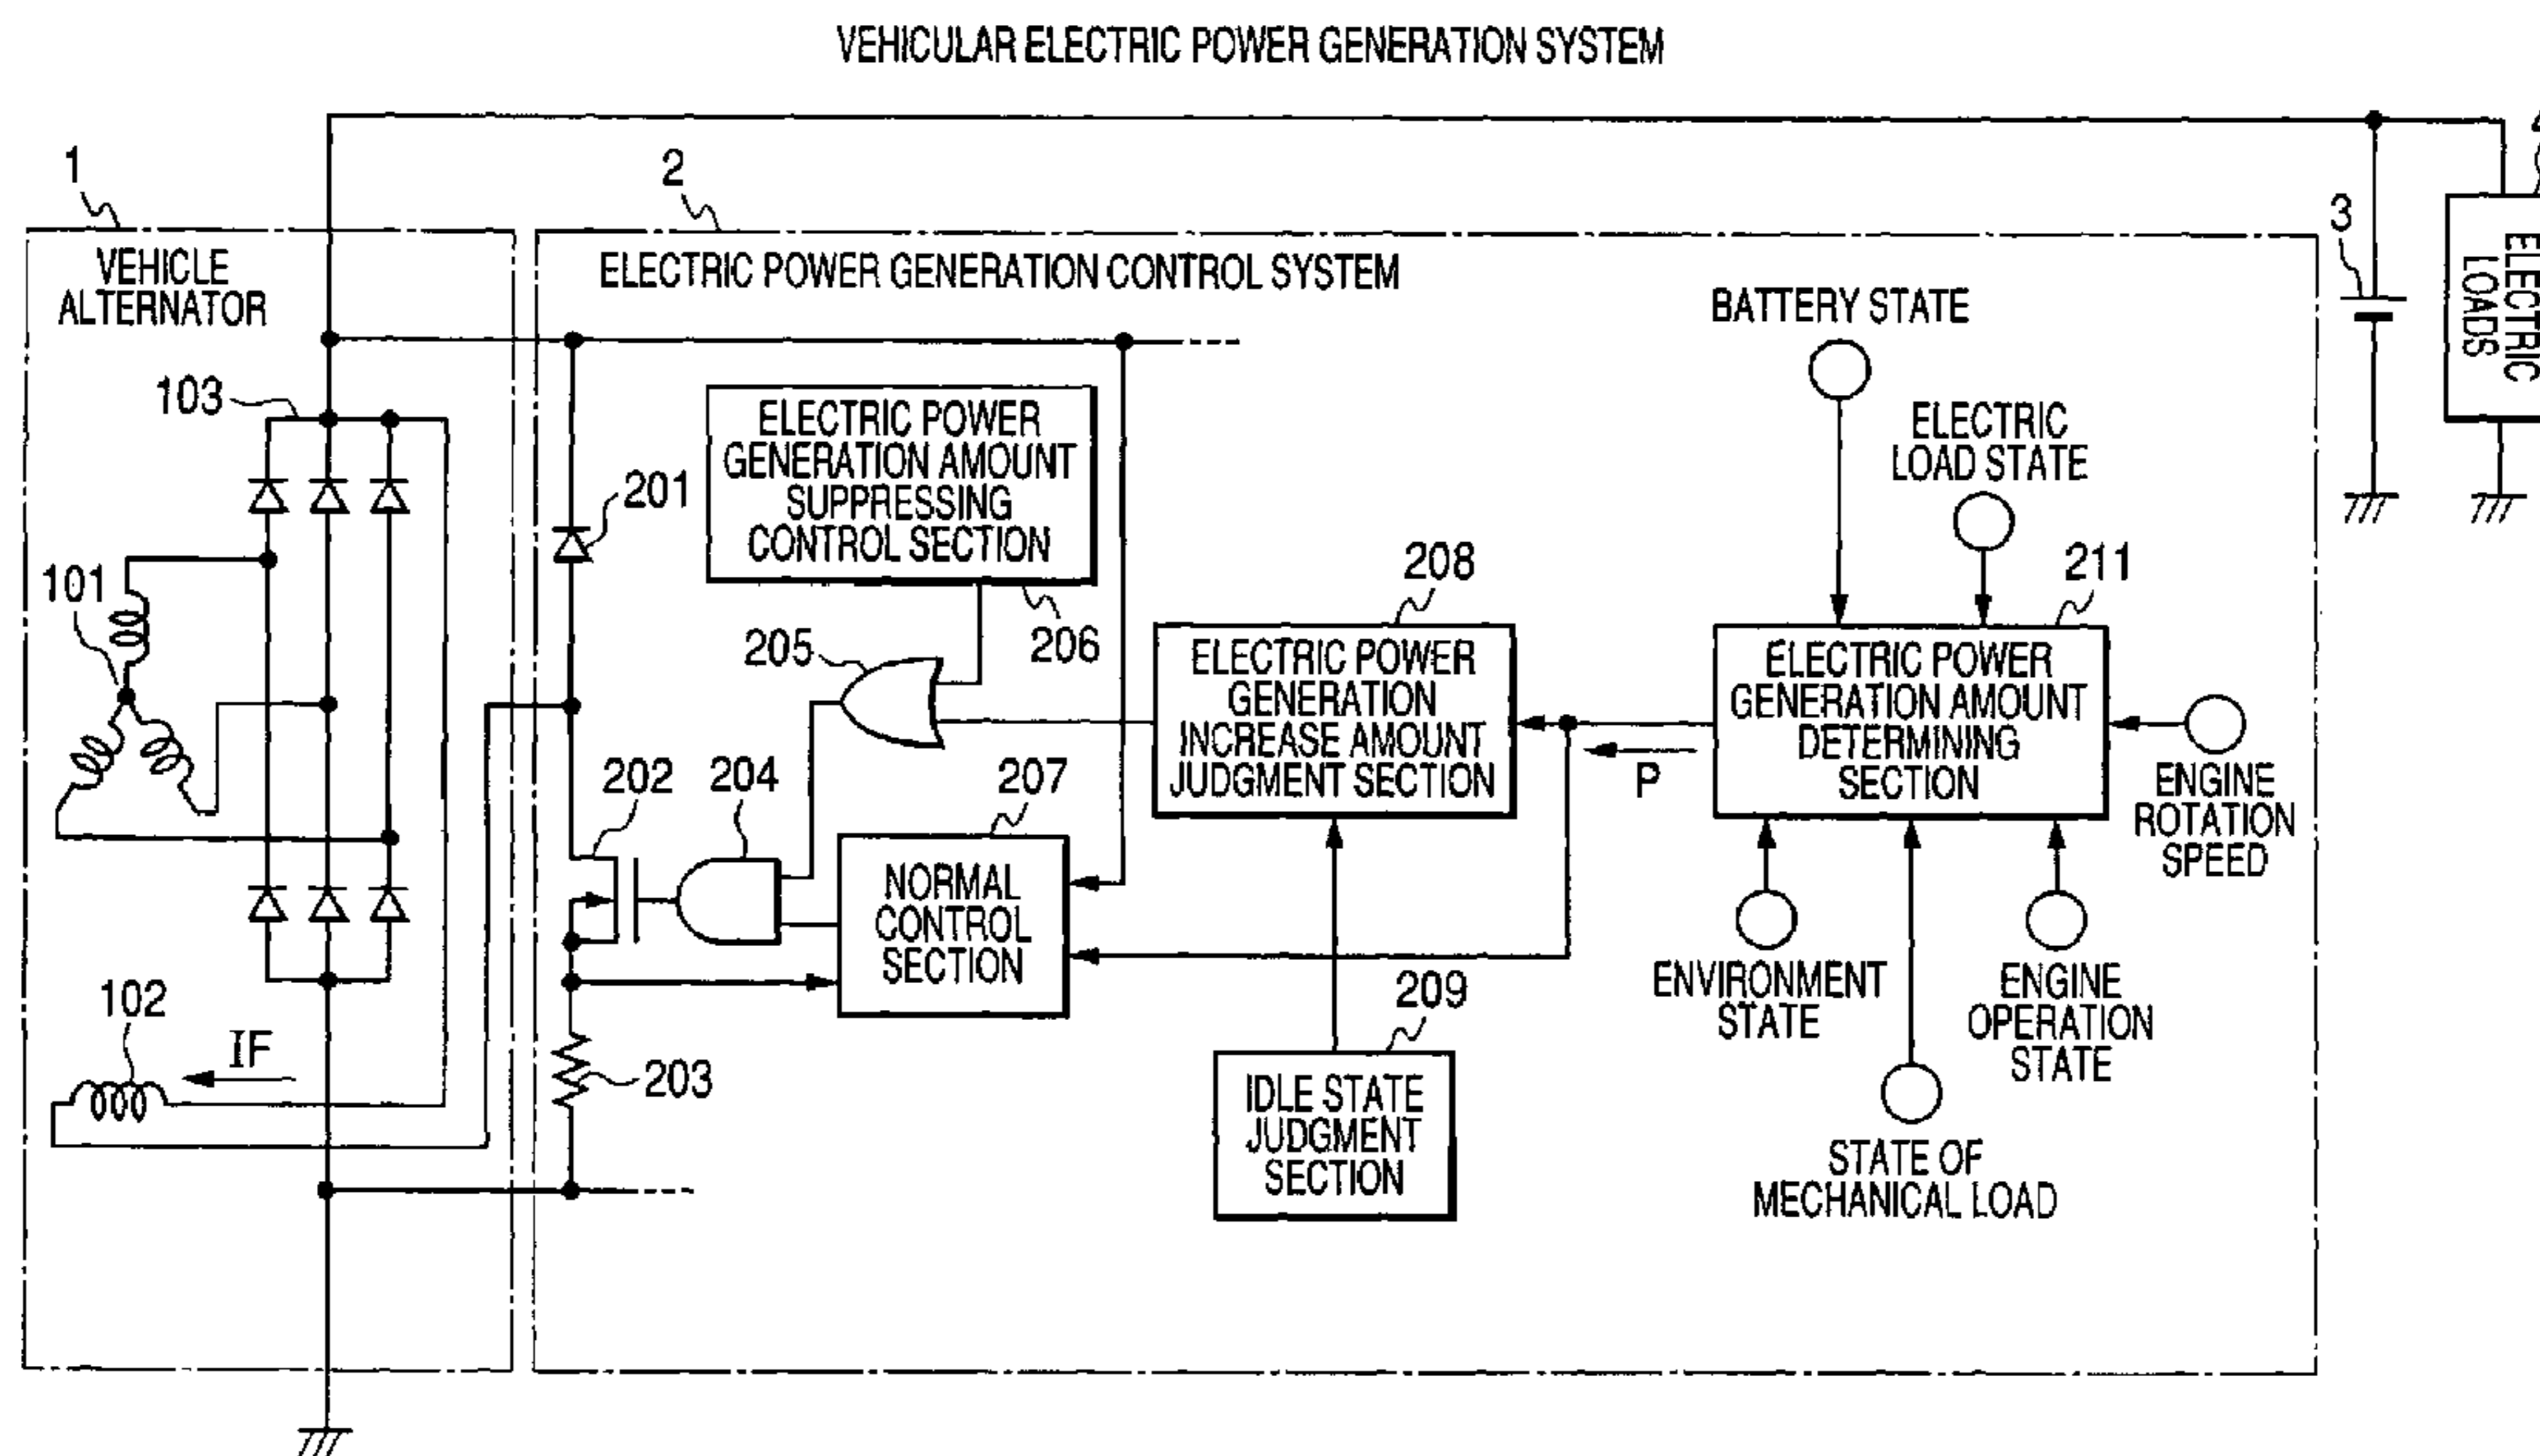 VEHICULAR ELECTRIC POWER GENERATION SYSTEM
1
2
3
VEHICLE
ALTERNATOR
ELECTRIC POWER GENERATION CONTROL SYSTEM
ELECTRIC
LOADS
BATTERY STATE
ELECTRIC
LOAD STATE
103
ELECTRIC POWER
GENERATION AMOUNT
SUPPRESSING
CONTROL SECTION
201
101
206
205
208
211
ELECTRIC POWER
GENERATION
INCREASE AMOUNT
JUDGMENT SECTION
ELECTRIC POWER
GENERATION AMOUNT
DETERMINING
SECTION
P
ENGINE
ROTATION
SPEED
202
204
207
NORMAL
CONTROL
SECTION
ENVIRONMENT
STATE
ENGINE
OPERATION
STATE
209
102
IF
203
IDLE STATE
JUDGMENT
SECTION
STATE OF
MECHANICAL LOAD